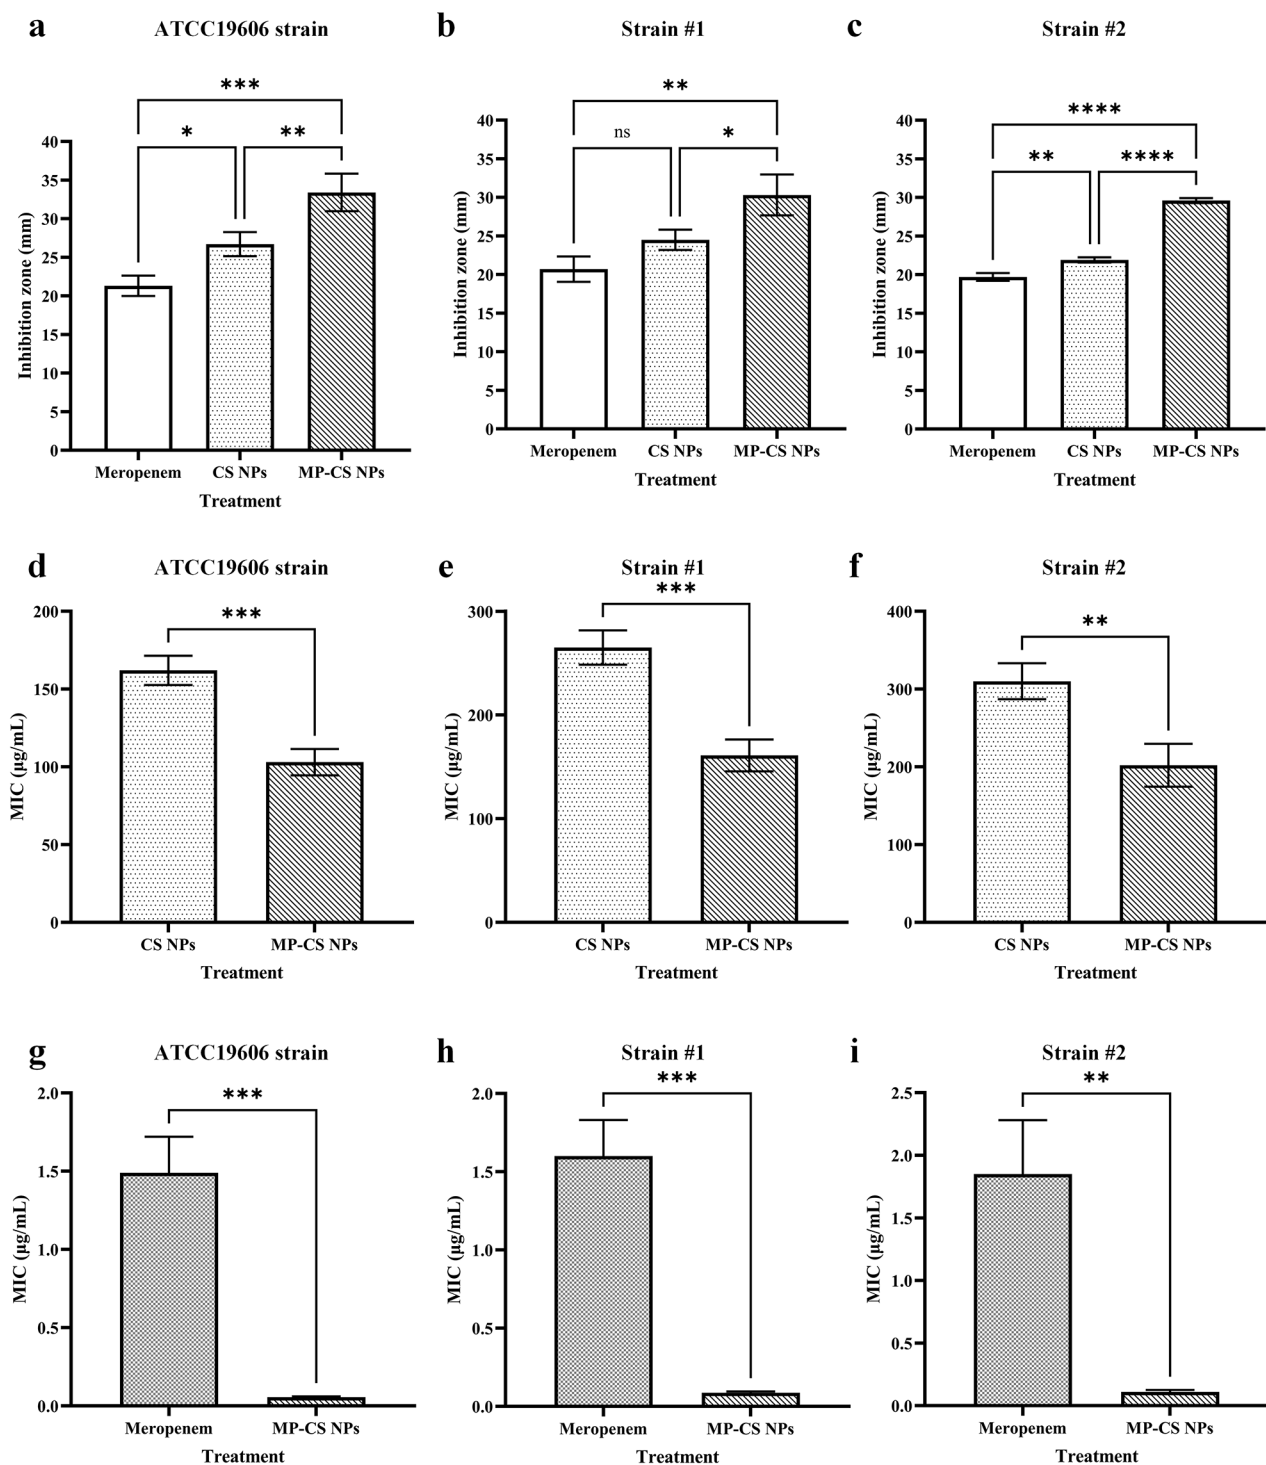 a
ATCC19606 strain
***
*
**
Inhibition zone (mm)
40
35
30
25
20
15
10
5
0
Meropenem
CS NPs
MP-CS NPs
Treatment
b
Strain #1
**
ns
*
Inhibition zone (mm)
40
35
30
25
20
15
10
5
0
Meropenem
CS NPs
MP-CS NPs
Treatment
c
Strain #2
****
**
****
Inhibition zone (mm)
40
35
30
25
20
15
10
5
0
Meropenem
CS NPs
MP-CS NPs
Treatment
d
ATCC19606 strain
***
MIC (µg/mL)
200
150
100
50
0
CS NPs
MP-CS NPs
Treatment
e
Strain #1
***
MIC (µg/mL)
300
200
100
0
CS NPs
MP-CS NPs
Treatment
f
Strain #2
**
MIC (µg/mL)
400
300
200
100
0
CS NPs
MP-CS NPs
Treatment
g
ATCC19606 strain
***
MIC (µg/mL)
2.0
1.5
1.0
0.5
0.0
Meropenem
MP-CS NPs
Treatment
h
Strain #1
***
MIC (µg/mL)
2.0
1.5
1.0
0.5
0.0
Meropenem
MP-CS NPs
Treatment
i
Strain #2
**
MIC (µg/mL)
2.5
2.0
1.5
1.0
0.5
0.0
Meropenem
MP-CS NPs
Treatment